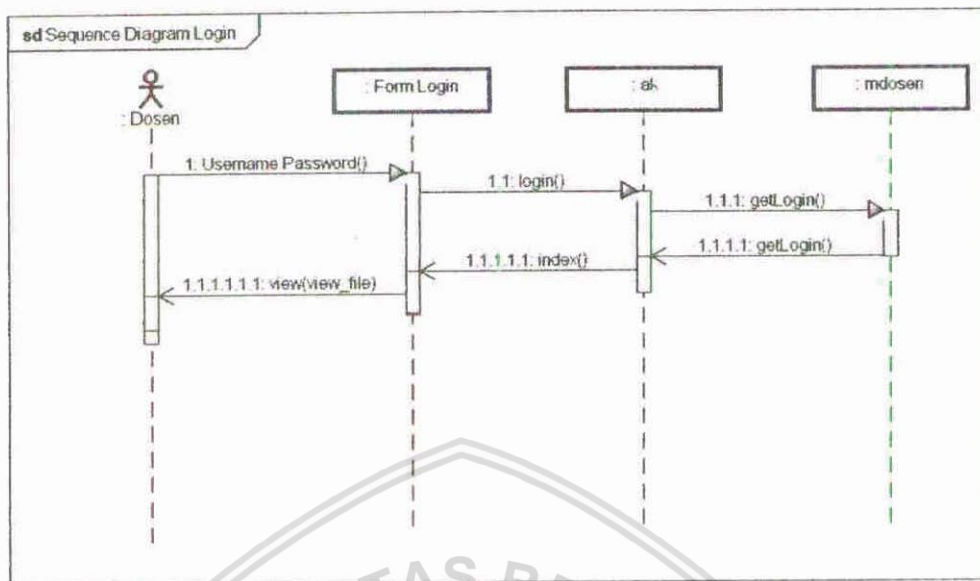 sd Sequence Diagram Login
: Dosen
: Form Login
: ak
: mdosen
1: Username Password()
1.1: login()
1.1.1: getLogin()
1.1.1.1: getLogin()
1.1.1.1.1: index()
1.1.1.1.1.1: view(view_file)
TAS